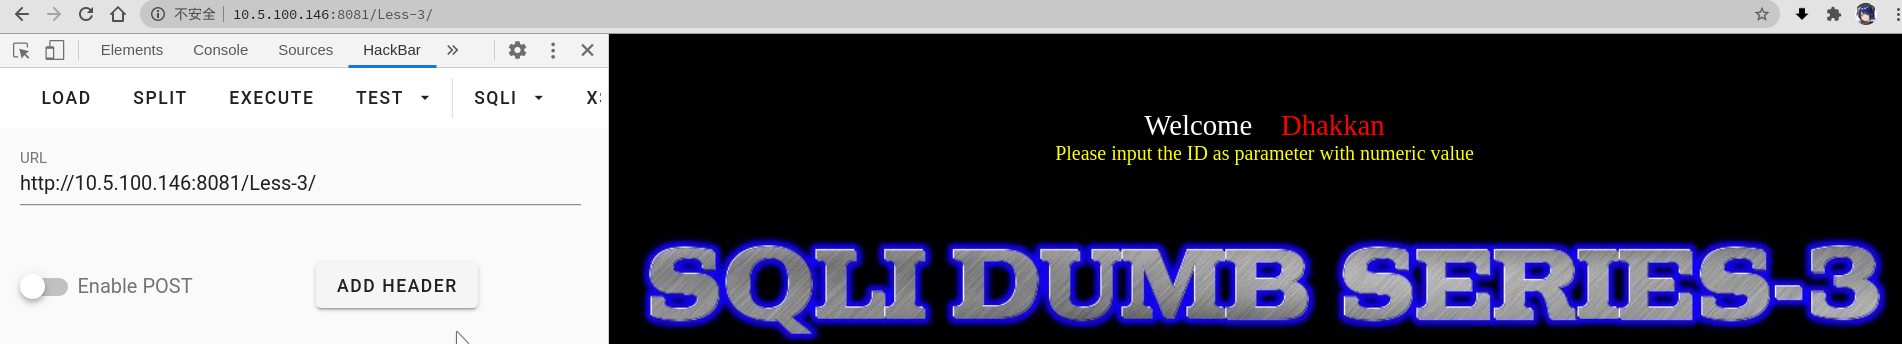 不安全 10.5.100.146:8081/Less-3/
Elements Console Sources HackBar
LOAD SPLIT EXECUTE TEST SQLI
URL
http://10.5.100.146:8081/Less-3/
Enable POST ADD HEADER
Welcome Dhakkan
Please input the ID as parameter with numeric value
SQLI DUMB SERIES-3